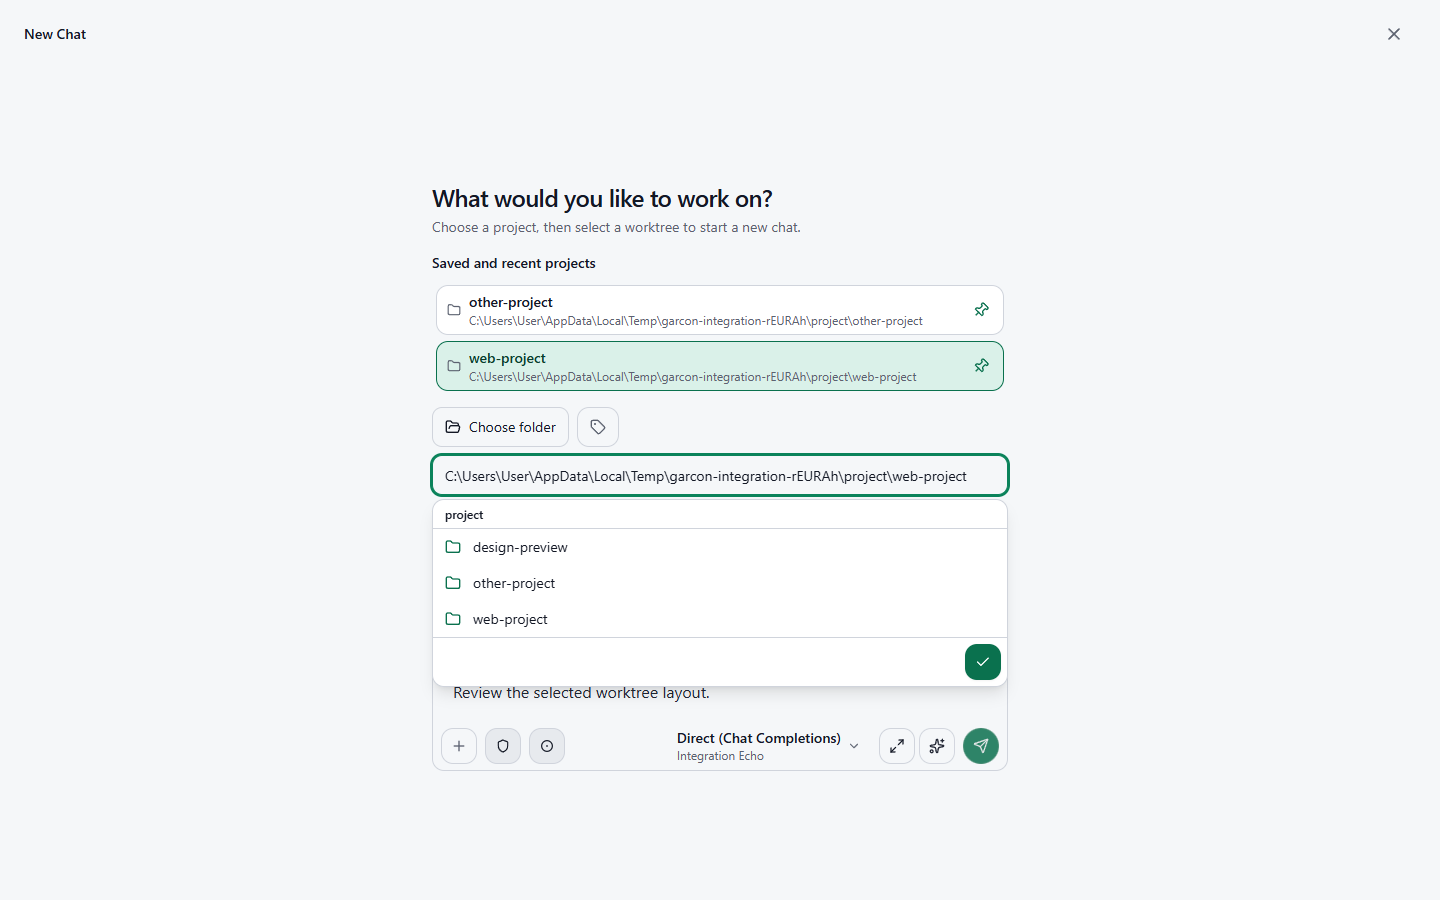 New Chat
What would you like to work on?
Choose a project, then select a worktree to start a new chat.
Saved and recent projects
other-project
C:\Users\User\AppData\Local\Temp\garcon-integration-rEURAh\project\other-project
web-project
C:\Users\User\AppData\Local\Temp\garcon-integration-rEURAh\project\web-project
Choose folder
C:\Users\User\AppData\Local\Temp\garcon-integration-rEURAh\project\web-project
project
design-preview
other-project
web-project
Review the selected worktree layout.
Direct (Chat Completions)
Integration Echo